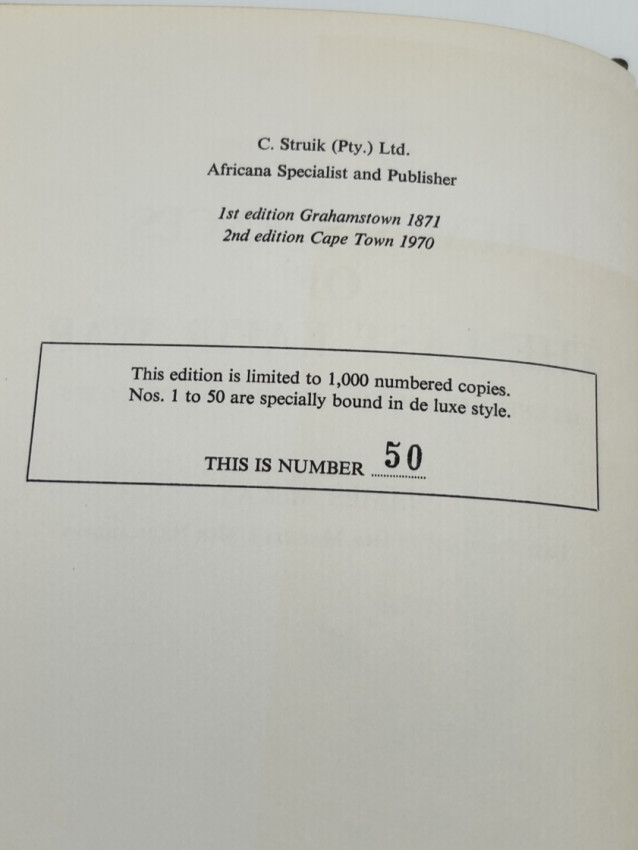 C. Struik (Pty.) Ltd.
Africana Specialist and Publisher
1st edition Grahamstown 1871
2nd edition Cape Town 1970
This edition is limited to 1,000 numbered copies.
Nos. 1 to 50 are specially bound in de luxe style.
THIS IS NUMBER 50